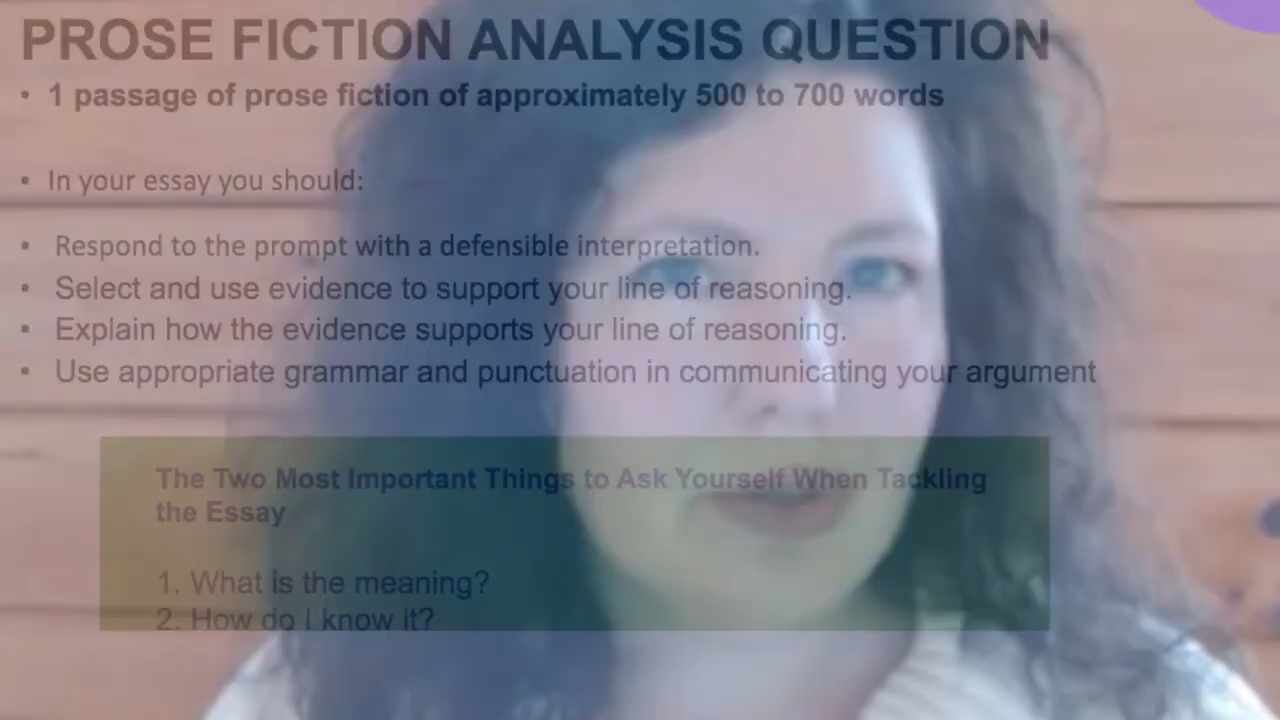 PROSE FICTION ANALYSIS QUESTION
• 1 passage of prose fiction of approximately 500 to 700 words
• In your essay you should:
• Respond to the prompt with a defensible interpretation.
• Select and use evidence to support your line of reasoning.
• Explain how the evidence supports your line of reasoning.
• Use appropriate grammar and punctuation in communicating your argument
The Two Most Important Things to Ask Yourself When Tackling
the Essay
1. What is the meaning?
2. How do I know it?